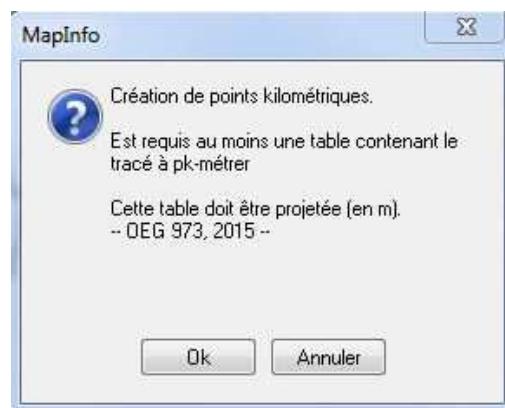 MapInfo
Création de points kilométriques.
Est requis au moins une table contenant le
tracé à pk-métrer
Cette table doit être projetée (en m).
-- OEG 973, 2015 --
Ok
Annuler